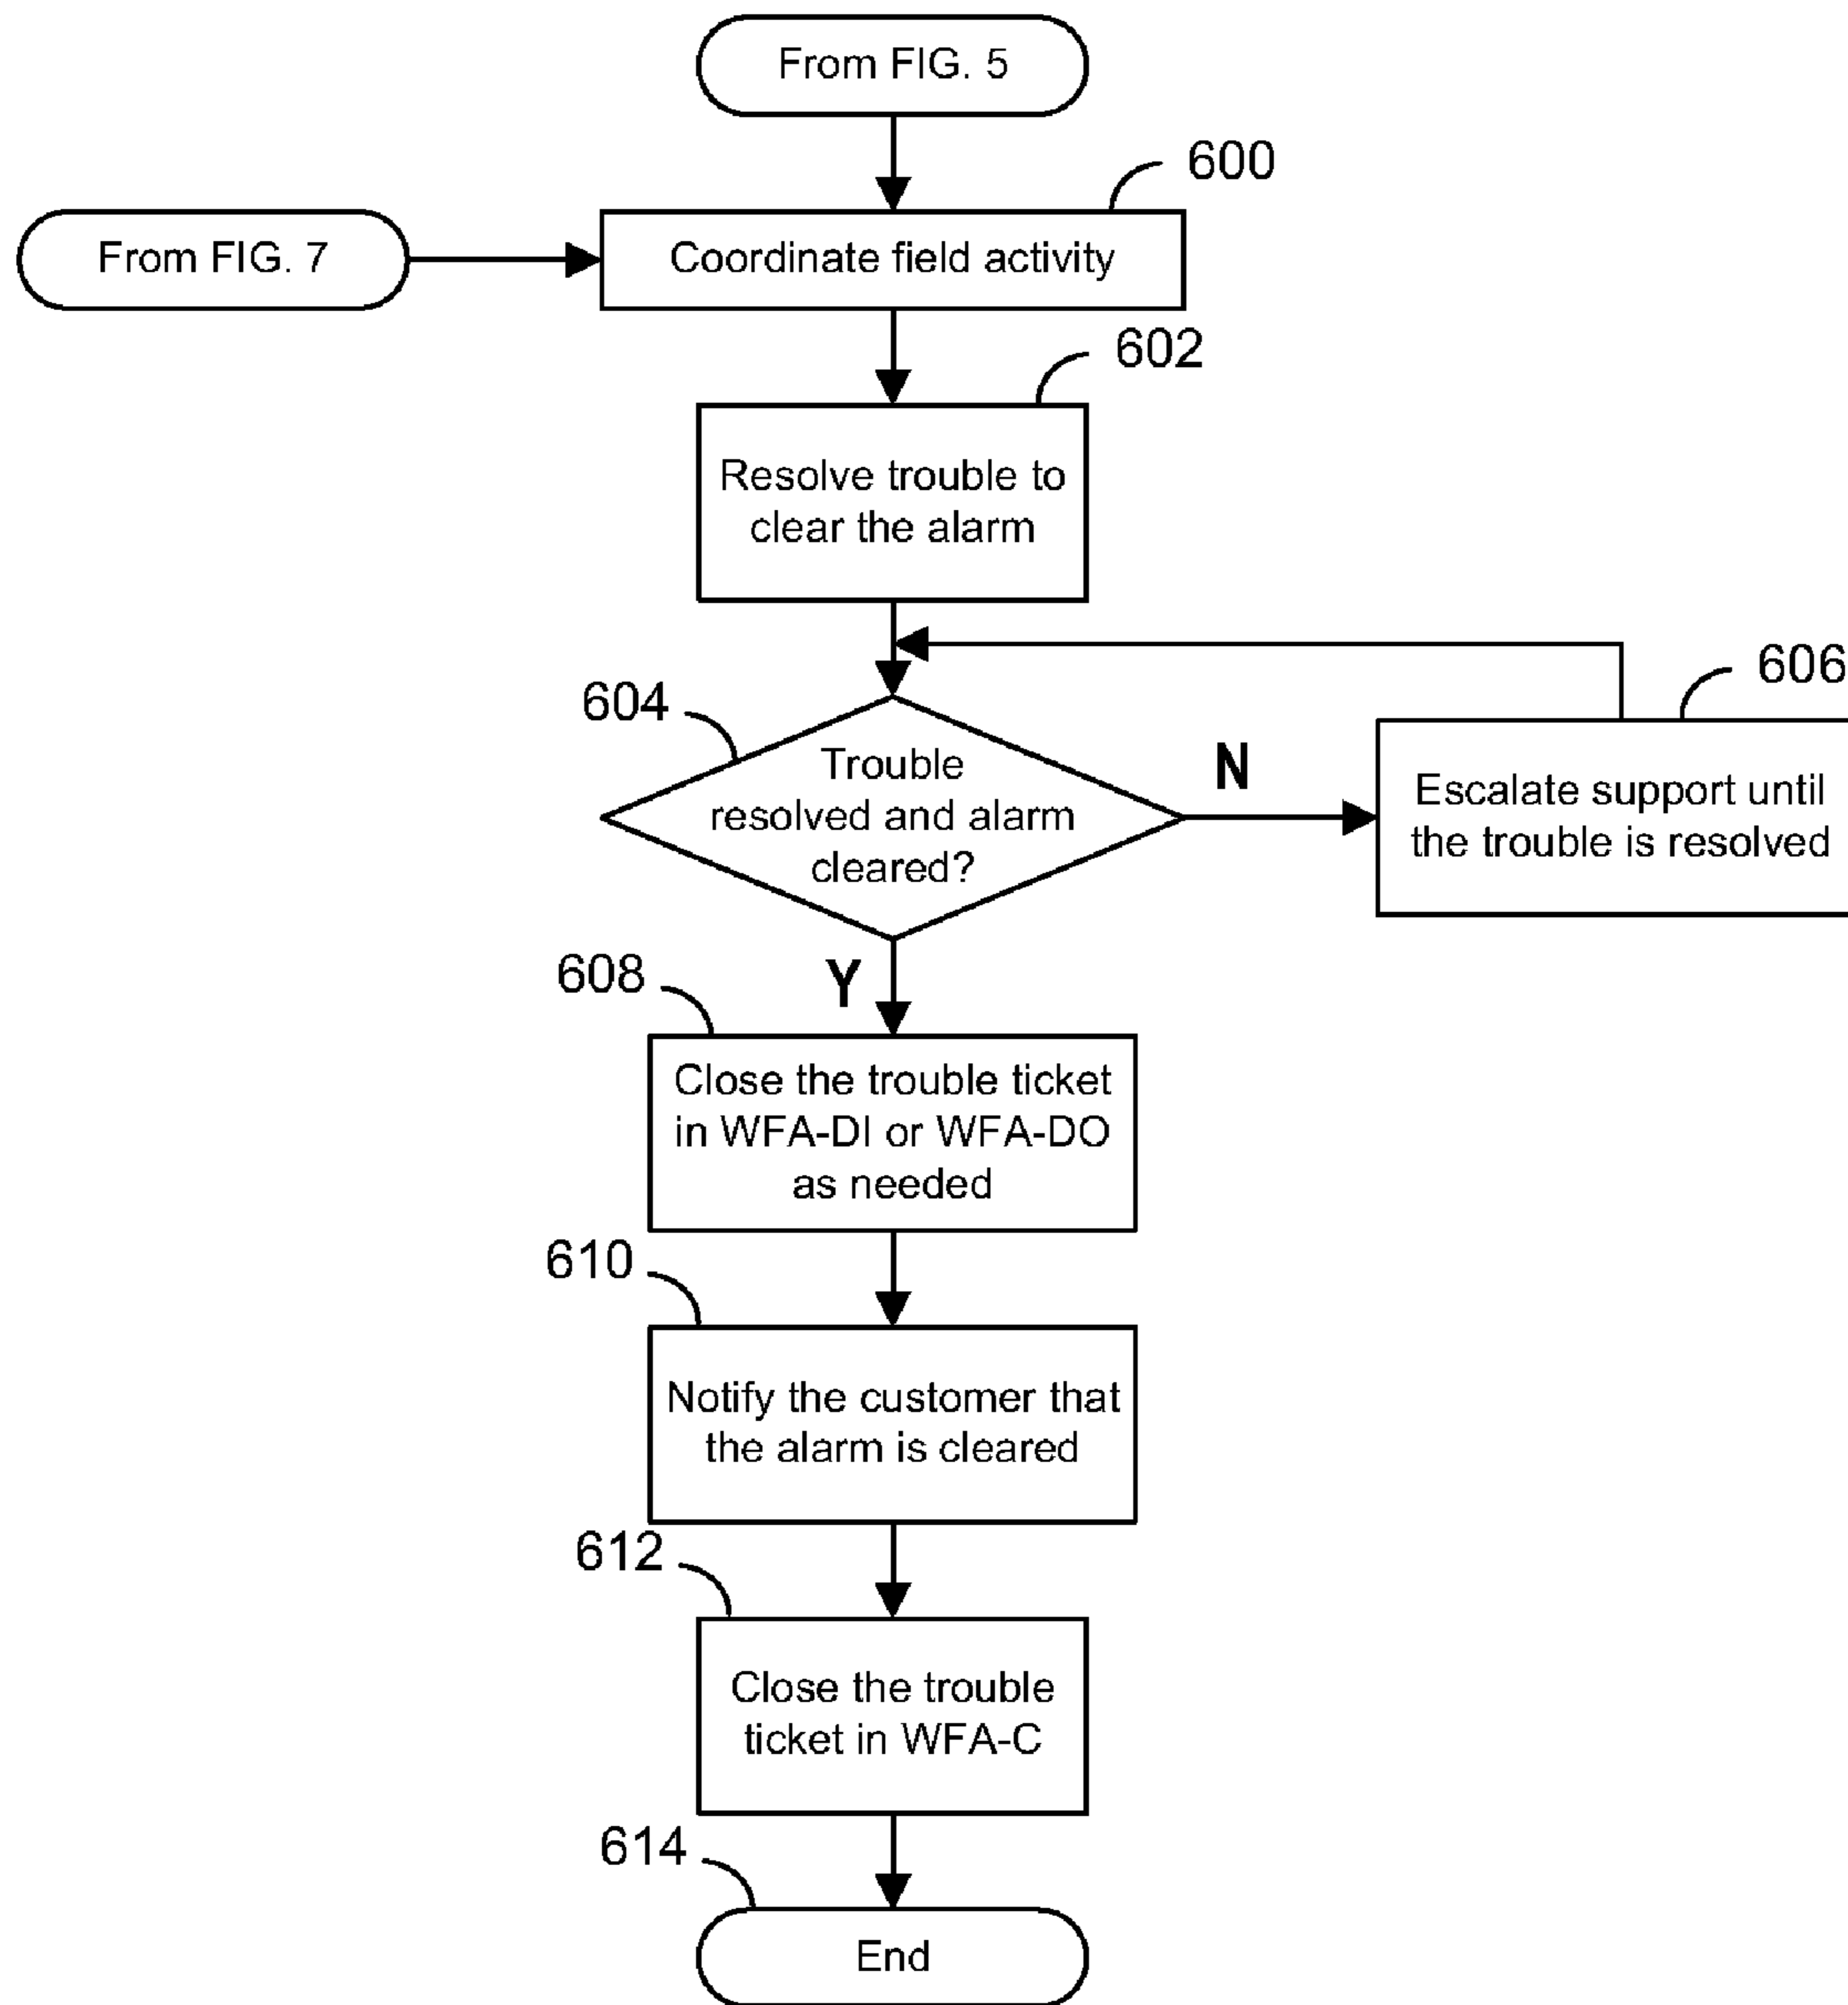 From FIG. 5
600
From FIG. 7
Coordinate field activity
602
Resolve trouble to
clear the alarm
606
604
Trouble
resolved and alarm
cleared?
N
Escalate support until
the trouble is resolved
608
Y
Close the trouble ticket
in WFA-DI or WFA-DO
as needed
610
Notify the customer that
the alarm is cleared
612
Close the trouble
ticket in WFA-C
614
End